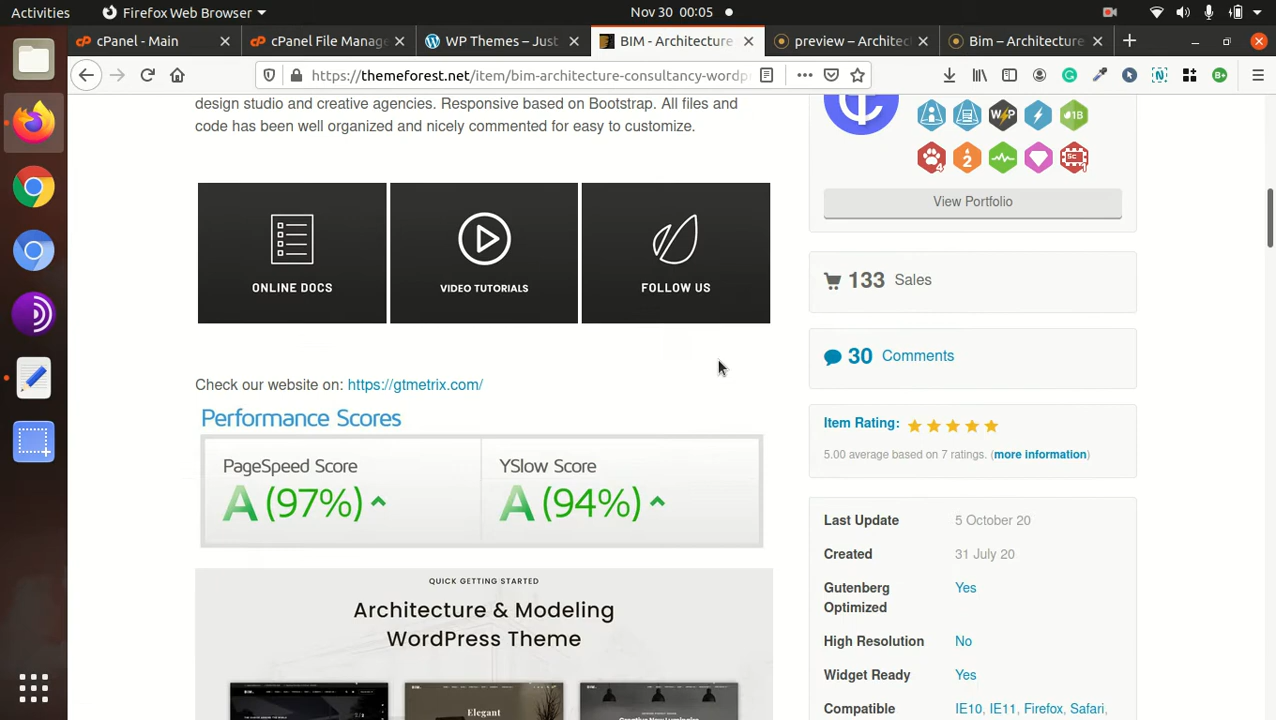 Activities
Firefox Web Browser
Nov 30 00:05
cPanel - Main
cPanel File Manag
WP Themes – Just
BIM - Architecture
preview – Architec
Bim – Architecture
https://themeforest.net/item/bim-architecture-consultancy-wordp
design studio and creative agencies. Responsive based on Bootstrap. All files and
code has been well organized and nicely commented for easy to customize.
ONLINE DOCS
VIDEO TUTORIALS
FOLLOW US
Check our website on: https://gtmetrix.com/
Performance Scores
PageSpeed Score
A (97%)
YSlow Score
A (94%)
QUICK GETTING STARTED
Architecture & Modeling
WordPress Theme
Elegant
View Portfolio
133 Sales
30 Comments
Item Rating:
5.00 average based on 7 ratings. (more information)
Last Update 5 October 20
Created 31 July 20
Gutenberg Optimized Yes
High Resolution No
Widget Ready Yes
Compatible IE10, IE11, Firefox, Safari,